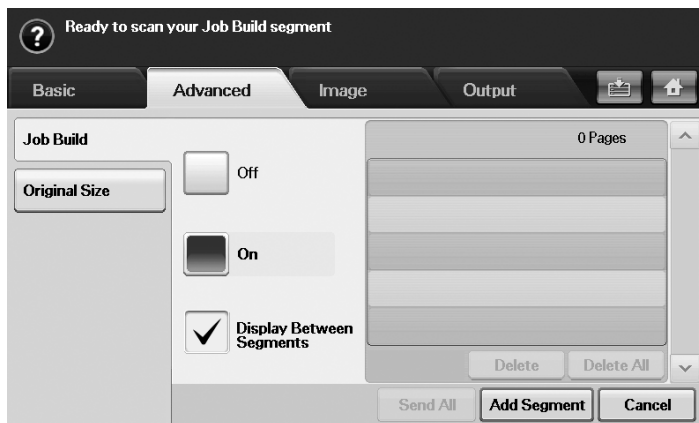 ?
Ready to scan your Job Build segment
Basic
Advanced
Image
Output
Job Build
Original Size
Off
On
Display Between
Segments
0 Pages
Delete
Delete All
Send All
Add Segment
Cancel